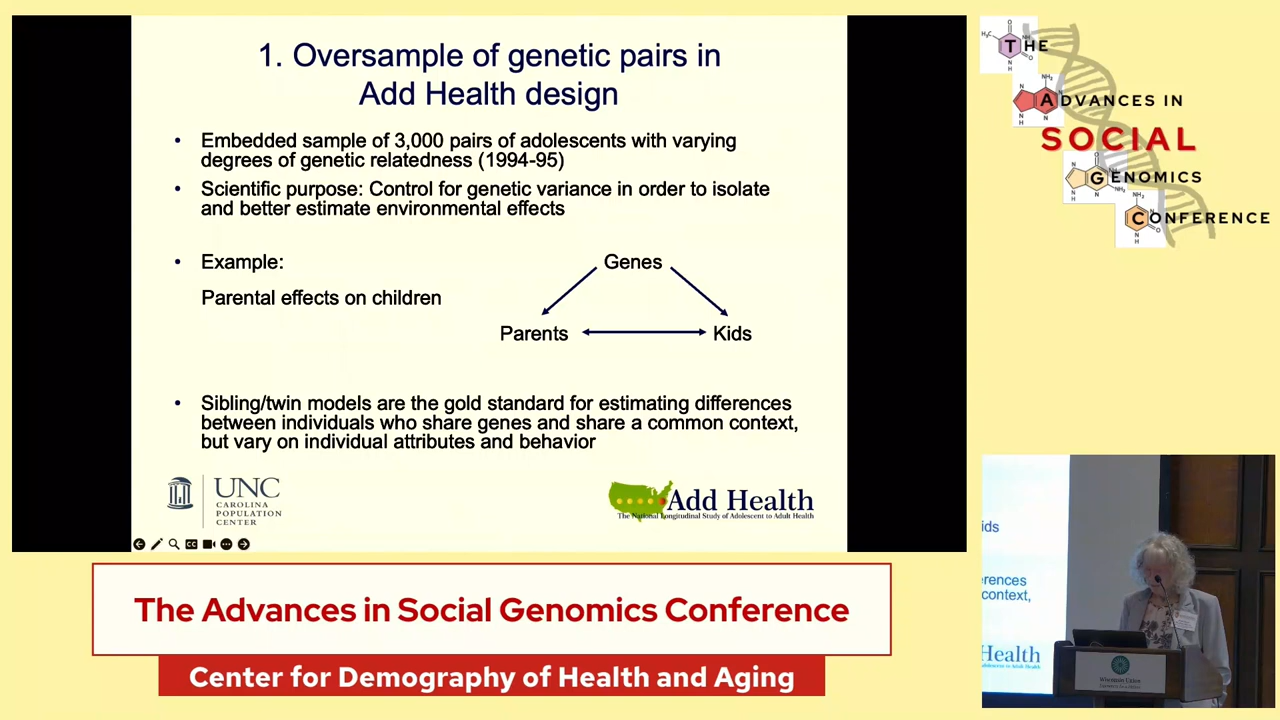 1. Oversample of genetic pairs in
Add Health design
• Embedded sample of 3,000 pairs of adolescents with varying
degrees of genetic relatedness (1994-95)
• Scientific purpose: Control for genetic variance in order to isolate
and better estimate environmental effects
• Example:
Parental effects on children
Genes
Parents
Kids
• Sibling/twin models are the gold standard for estimating differences
between individuals who share genes and share a common context,
but vary on individual attributes and behavior
UNC
CAROLINA
POPULATION
CENTER
Add Health
The National Longitudinal Study of Adolescent to Adult Health
THE
ADVANCES IN
SOCIAL
GENOMICS
CONFERENCE
ids
erences
context,
Health
Wisconsin Union
The Advances in Social Genomics Conference
Center for Demography of Health and Aging